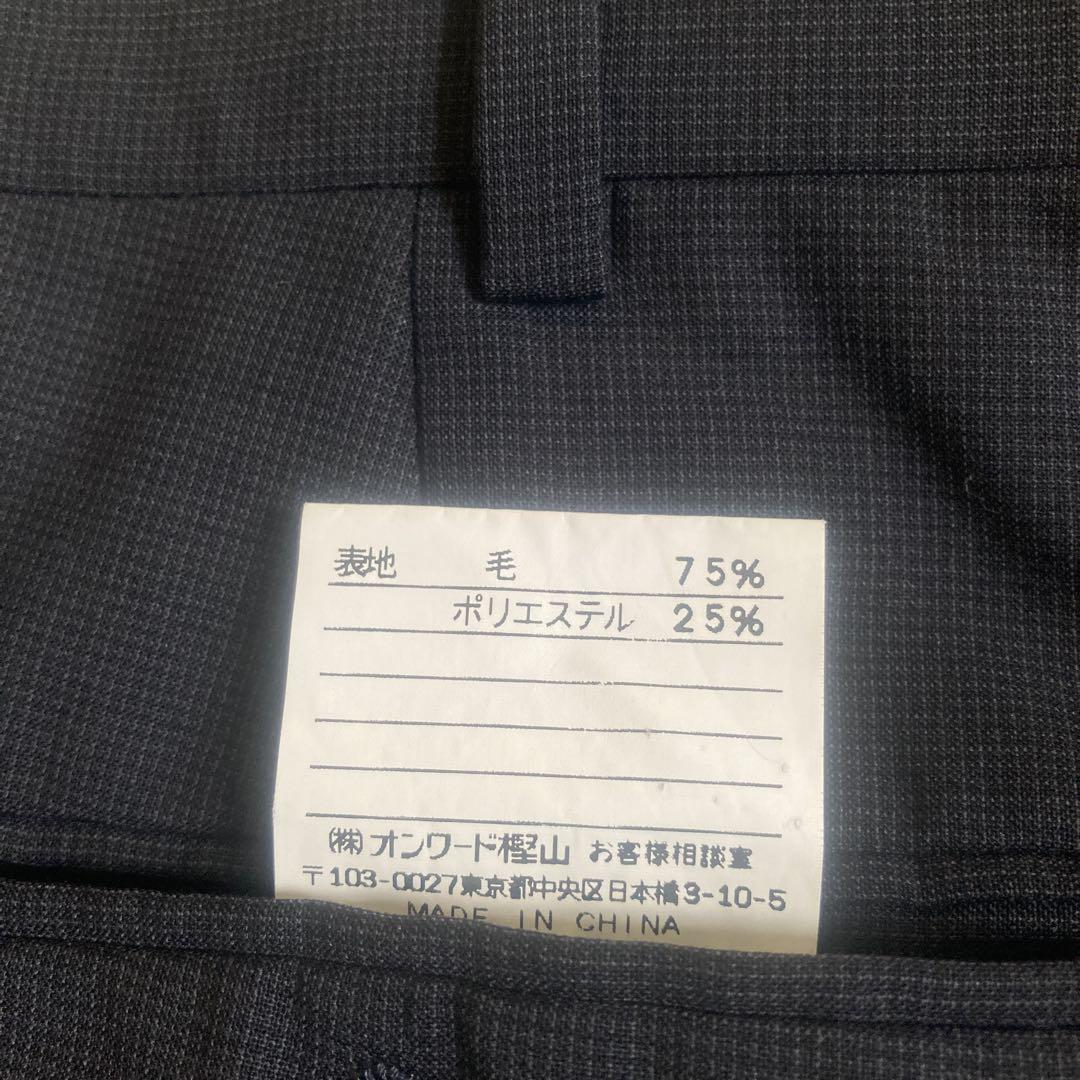 表地 毛 75%
ポリエステル 25%
㈱オンワード樫山 お客様相談室
〒103-0027東京都中央区日本橋3-10-5
MADE IN CHINA